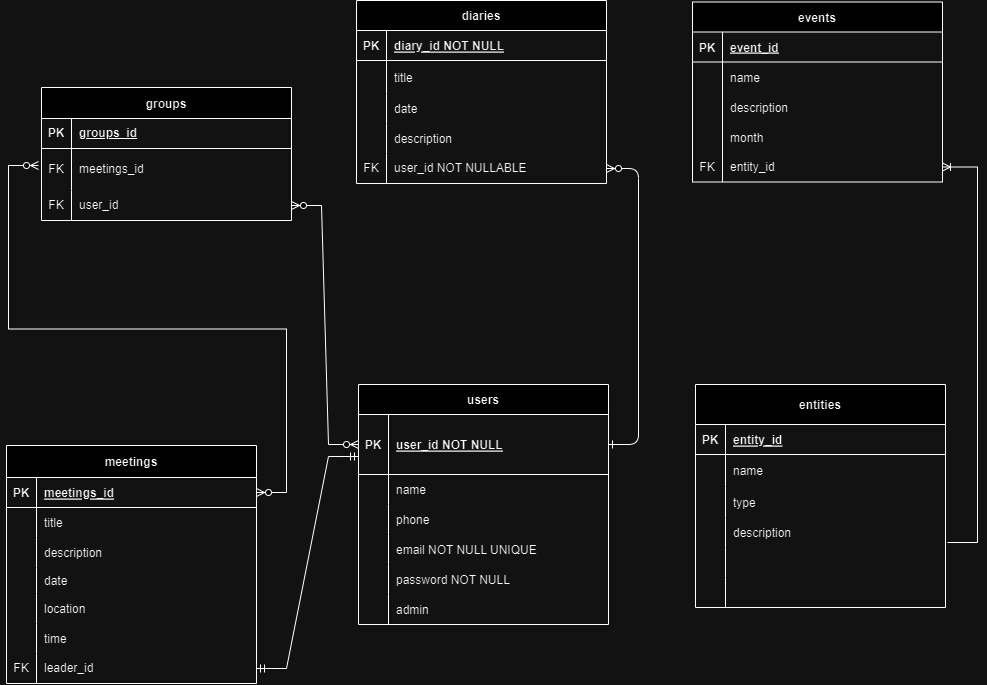 diaries
PK diary_id NOT NULL
title
date
description
FK user_id NOT NULLABLE
events
PK event_id
name
description
month
FK entity_id
groups
PK groups_id
FK meetings_id
FK user_id
users
PK user_id NOT NULL
name
phone
email NOT NULL UNIQUE
password NOT NULL
admin
entities
PK entity_id
name
type
description
meetings
PK meetings_id
title
description
date
location
time
FK leader_id